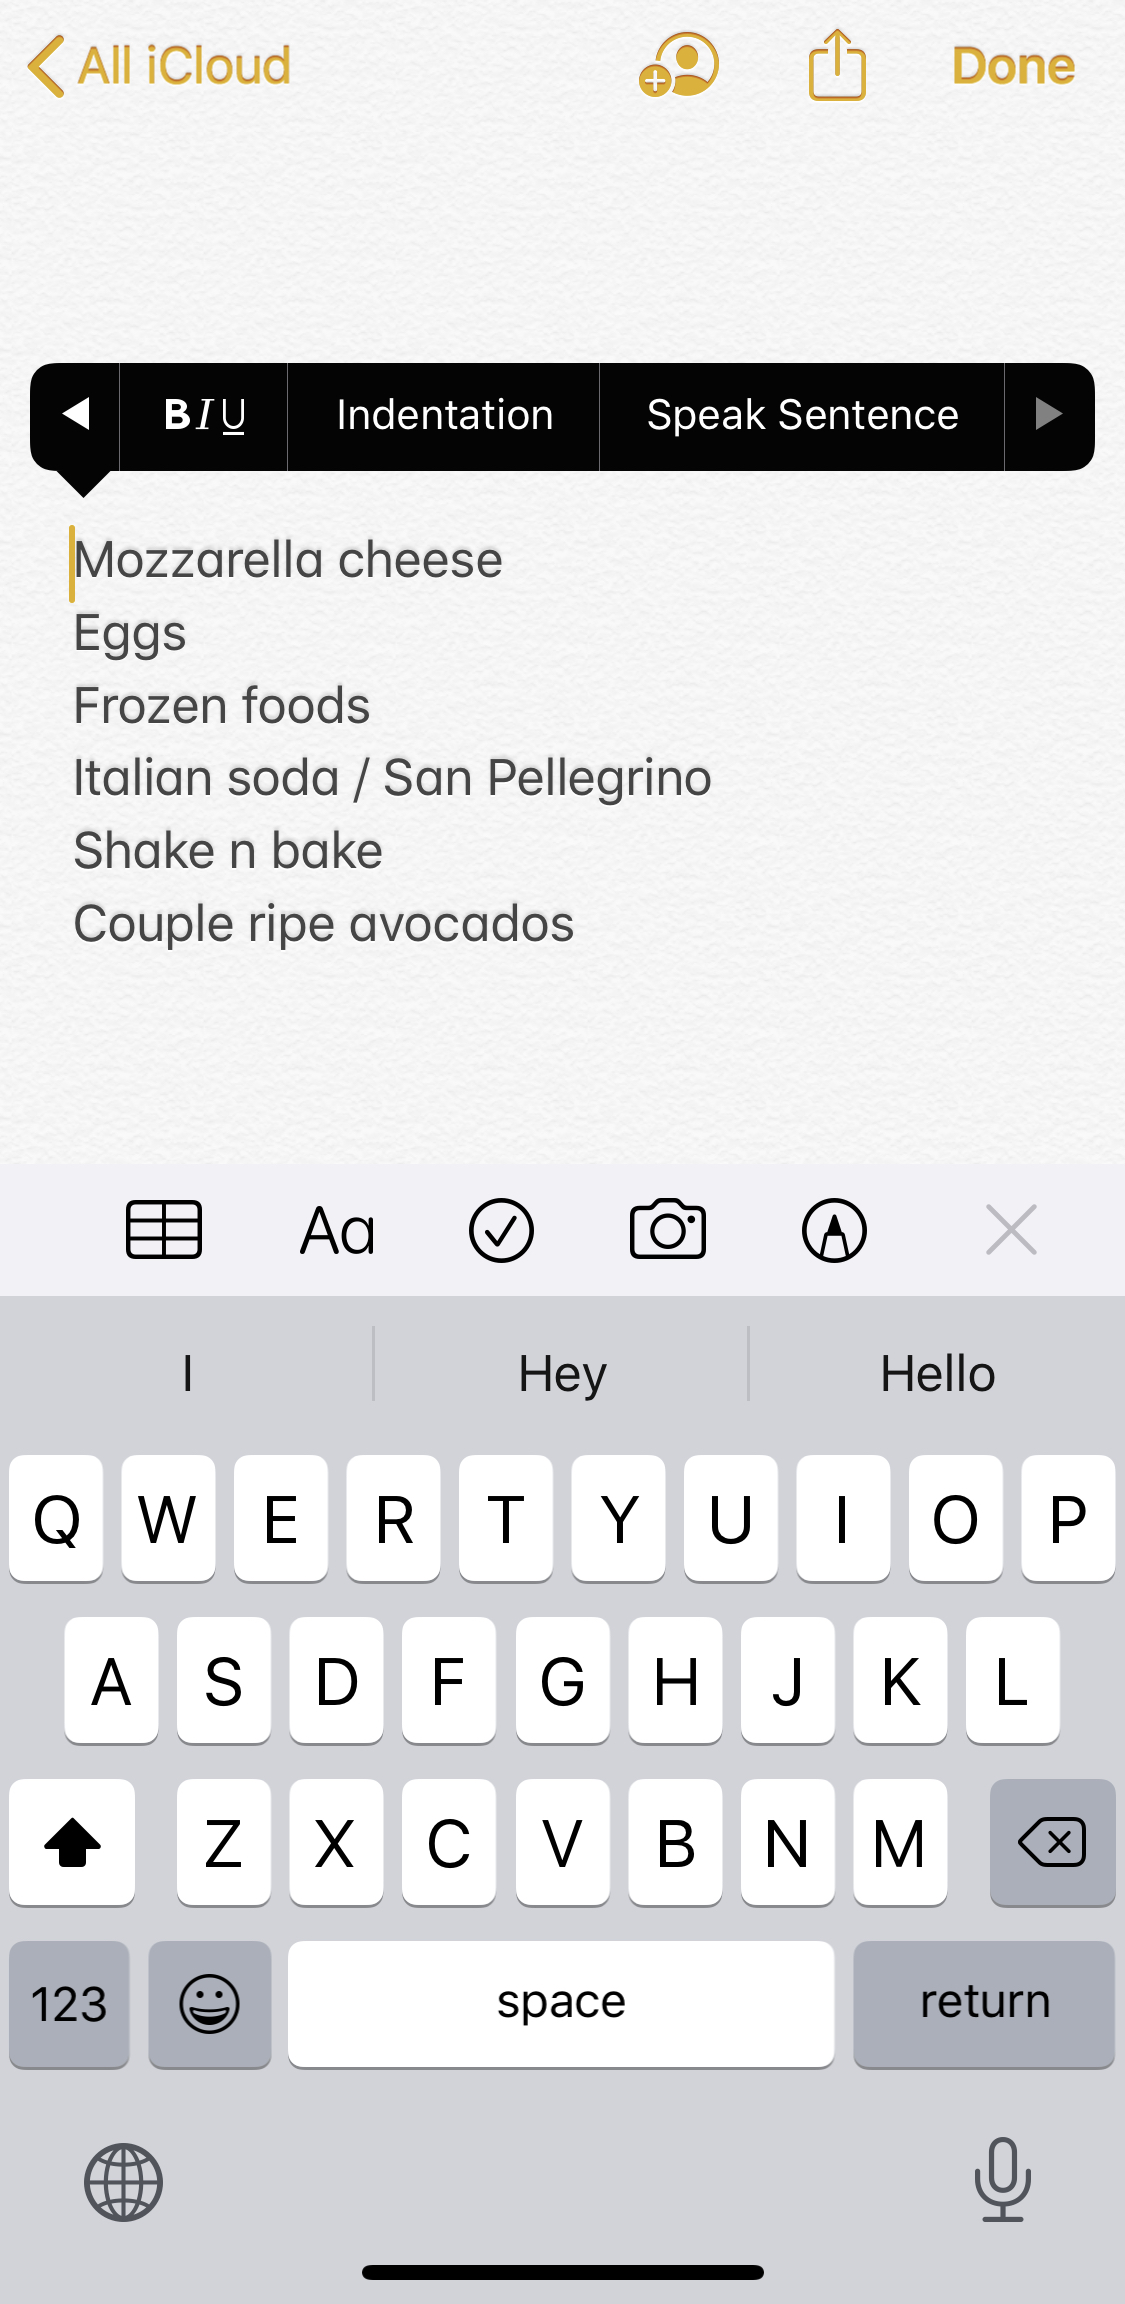 All iCloud
Done
B I U
Indentation
Speak Sentence
Mozzarella cheese
Eggs
Frozen foods
Italian soda / San Pellegrino
Shake n bake
Couple ripe avocados
Aa
I
Hey
Hello
Q W E R T Y U I O P
A S D F G H J K L
Z X C V B N M
123
space
return